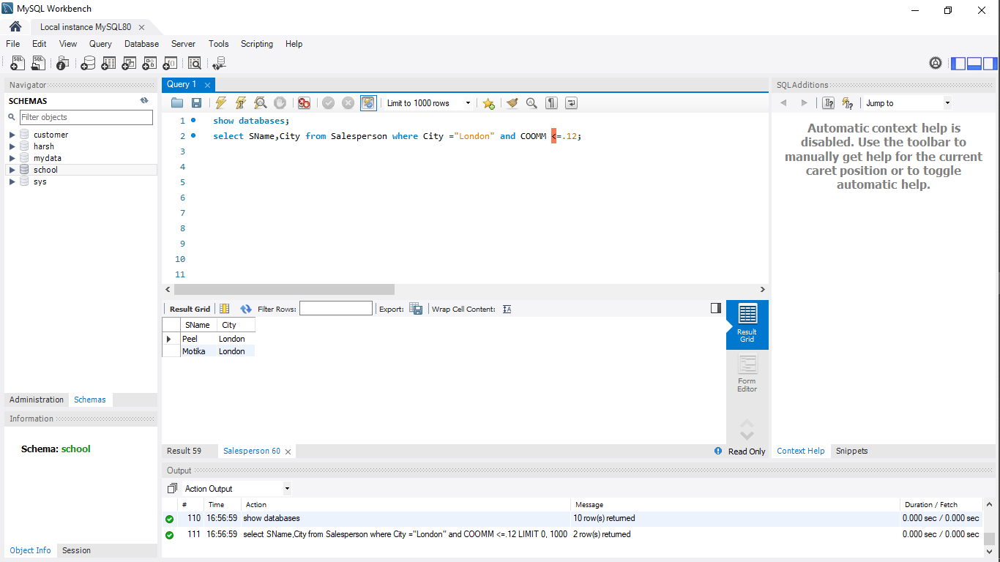 MySQL Workbench
Local instance MySQL80
File Edit View Query Database Server Tools Scripting Help
Navigator
SCHEMAS
Filter objects
customer
harsh
mydata
school
sys
Administration Schemas
Information
Schema: school
Object Info Session
Query 1
Limit to 1000 rows
1 show databases;
2 select SName,City from Salesperson where City ="London" and COOMM <=.12;
3
4
5
6
7
8
9
10
11
Result Grid Filter Rows: Export: Wrap Cell Content:
SName City
Peel London
Motika London
Result
Grid
Form
Editor
Result 59 Salesperson 60 Read Only
SQLAdditions
Jump to
Automatic context help is
disabled. Use the toolbar to
manually get help for the current
caret position or to toggle
automatic help.
Context Help Snippets
Output
Action Output
# Time Action Message Duration / Fetch
110 16:56:59 show databases 10 row(s) returned 0.000 sec / 0.000 sec
111 16:56:59 select SName,City from Salesperson where City ="London" and COOMM <=.12 LIMIT 0, 1000 2 row(s) returned 0.000 sec / 0.000 sec